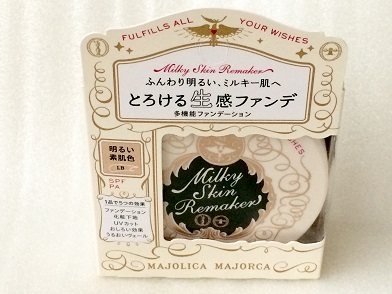 FULFILLS ALL YOUR WISHES
Milky Skin Remaker
ふんわり明るい、ミルキー肌へ
とろける生感ファンデ
多機能ファンデーション
明るい
素肌色
LB
SPF
PA
1品で5つの効果
ファンデーション
化粧下地
UVカット
おしろい効果
うるおいヴェール
WISHES
Milky
Skin
Remaker
MAJOLICA MAJORCA